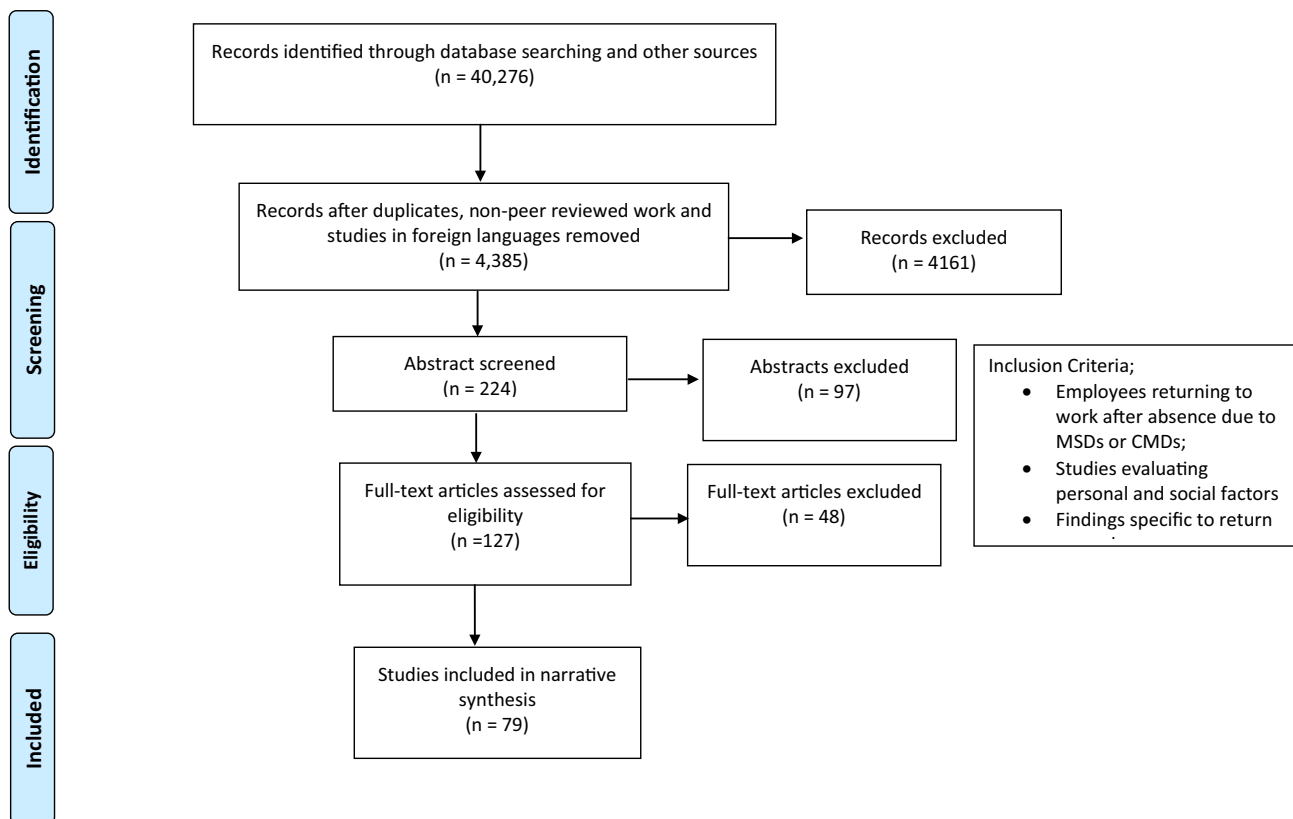 Identification
Records identified through database searching and other sources
(n = 40,276)
Records after duplicates, non-peer reviewed work and
studies in foreign languages removed
(n = 4,385)
Records excluded
(n = 4161)
Screening
Abstract screened
(n = 224)
Abstracts excluded
(n = 97)
Inclusion Criteria;
• Employees returning to
work after absence due to
MSDs or CMDs;
• Studies evaluating
personal and social factors
• Findings specific to return
Eligibility
Full-text articles assessed for
eligibility
(n =127)
Full-text articles excluded
(n = 48)
Included
Studies included in narrative
synthesis
(n = 79)